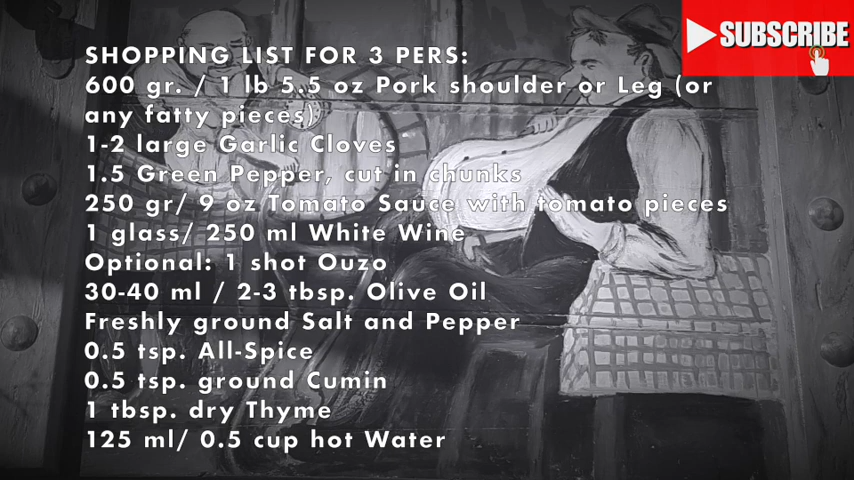 SUBSCRIBE
SHOPPING LIST FOR 3 PERS:
600 gr. / 1 lb 5.5 oz Pork shoulder or Leg (or
any fatty pieces)
1-2 large Garlic Cloves
1.5 Green Pepper, cut in chunks
250 gr/ 9 oz Tomato Sauce with tomato pieces
1 glass/ 250 ml White Wine
Optional: 1 shot Ouzo
30-40 ml / 2-3 tbsp. Olive Oil
Freshly ground Salt and Pepper
0.5 tsp. All-Spice
0.5 tsp. ground Cumin
1 tbsp. dry Thyme
125 ml/ 0.5 cup hot Water